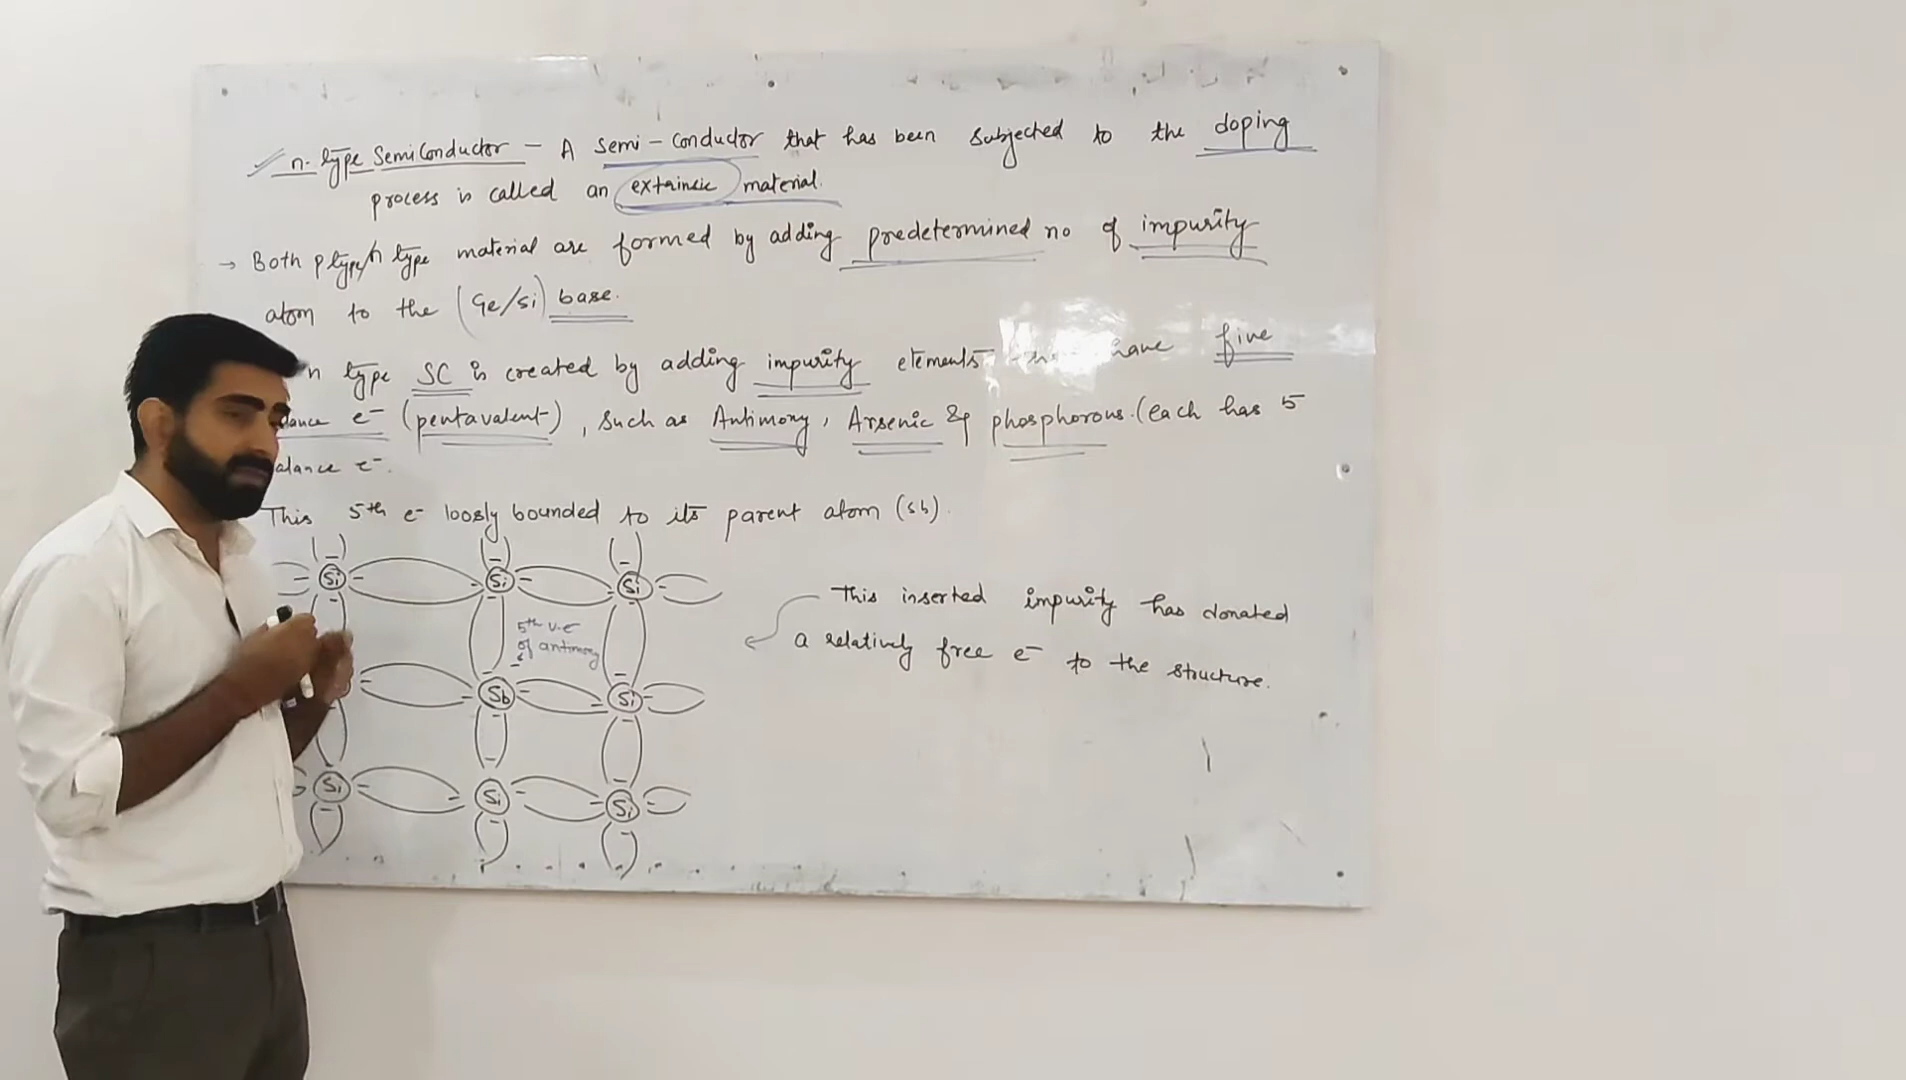 n-type Semiconductor - A Semi-conductor that has been subjected to the doping
process is called an extrinsic material.
→ Both p type/n type material are formed by adding predetermined no of impurity
atom to the (Ge/Si) base.
n type SC is created by adding impurity elements have five
e⁻ (pentavalent), such as Antimony, Arsenic & phosphorous. (each has 5
alance e⁻.
This 5th e⁻ loosly bounded to its parent atom (Sb).
Si Si Si
5th v.e
of antimony
Sb Si
Si Si Si
This inserted impurity has donated
a relatively free e⁻ to the structure.